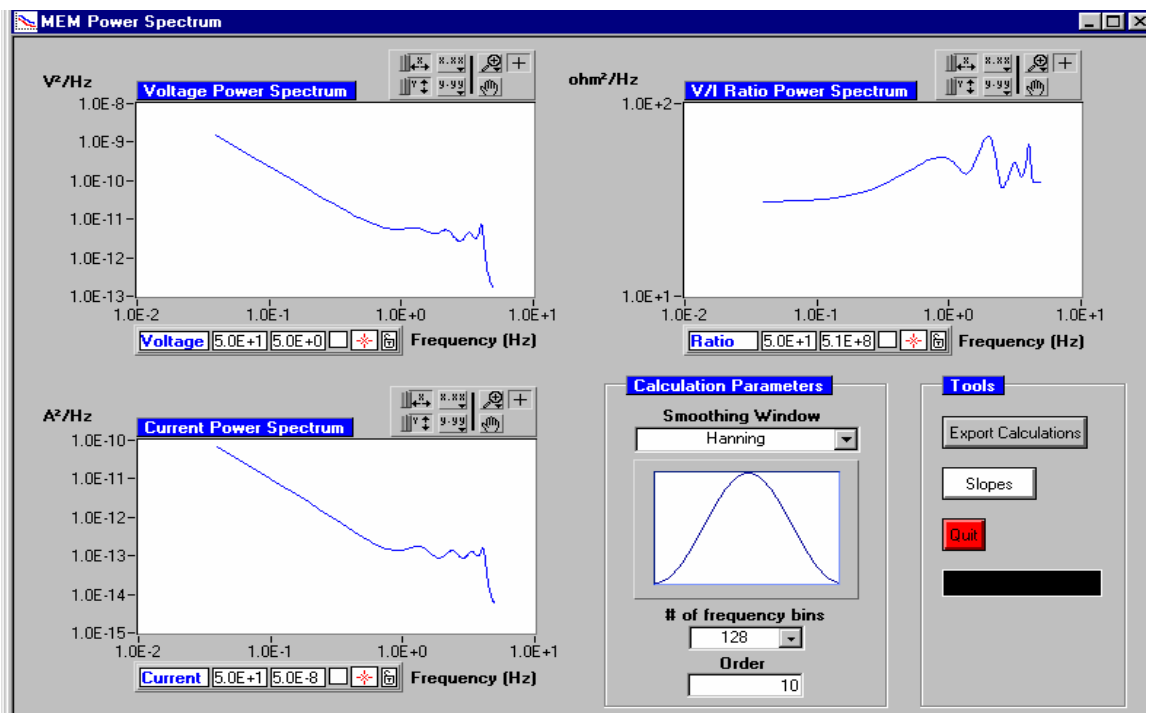 MEM Power Spectrum
V²/Hz
Voltage Power Spectrum
x.xx
y.yy
1.0E-8
1.0E-9
1.0E-10
1.0E-11
1.0E-12
1.0E-13
1.0E-2 1.0E-1 1.0E+0 1.0E+1
Voltage 5.0E+1 5.0E+0 Frequency (Hz)
ohm²/Hz
V/I Ratio Power Spectrum
x.xx
y.yy
1.0E+2
1.0E+1
1.0E-2 1.0E-1 1.0E+0 1.0E+1
Ratio 5.0E+1 5.1E+8 Frequency (Hz)
A²/Hz
Current Power Spectrum
x.xx
y.yy
1.0E-10
1.0E-11
1.0E-12
1.0E-13
1.0E-14
1.0E-15
1.0E-2 1.0E-1 1.0E+0 1.0E+1
Current 5.0E+1 5.0E-8 Frequency (Hz)
Calculation Parameters
Smoothing Window
Hanning
# of frequency bins
128
Order
10
Tools
Export Calculations
Slopes
Quit